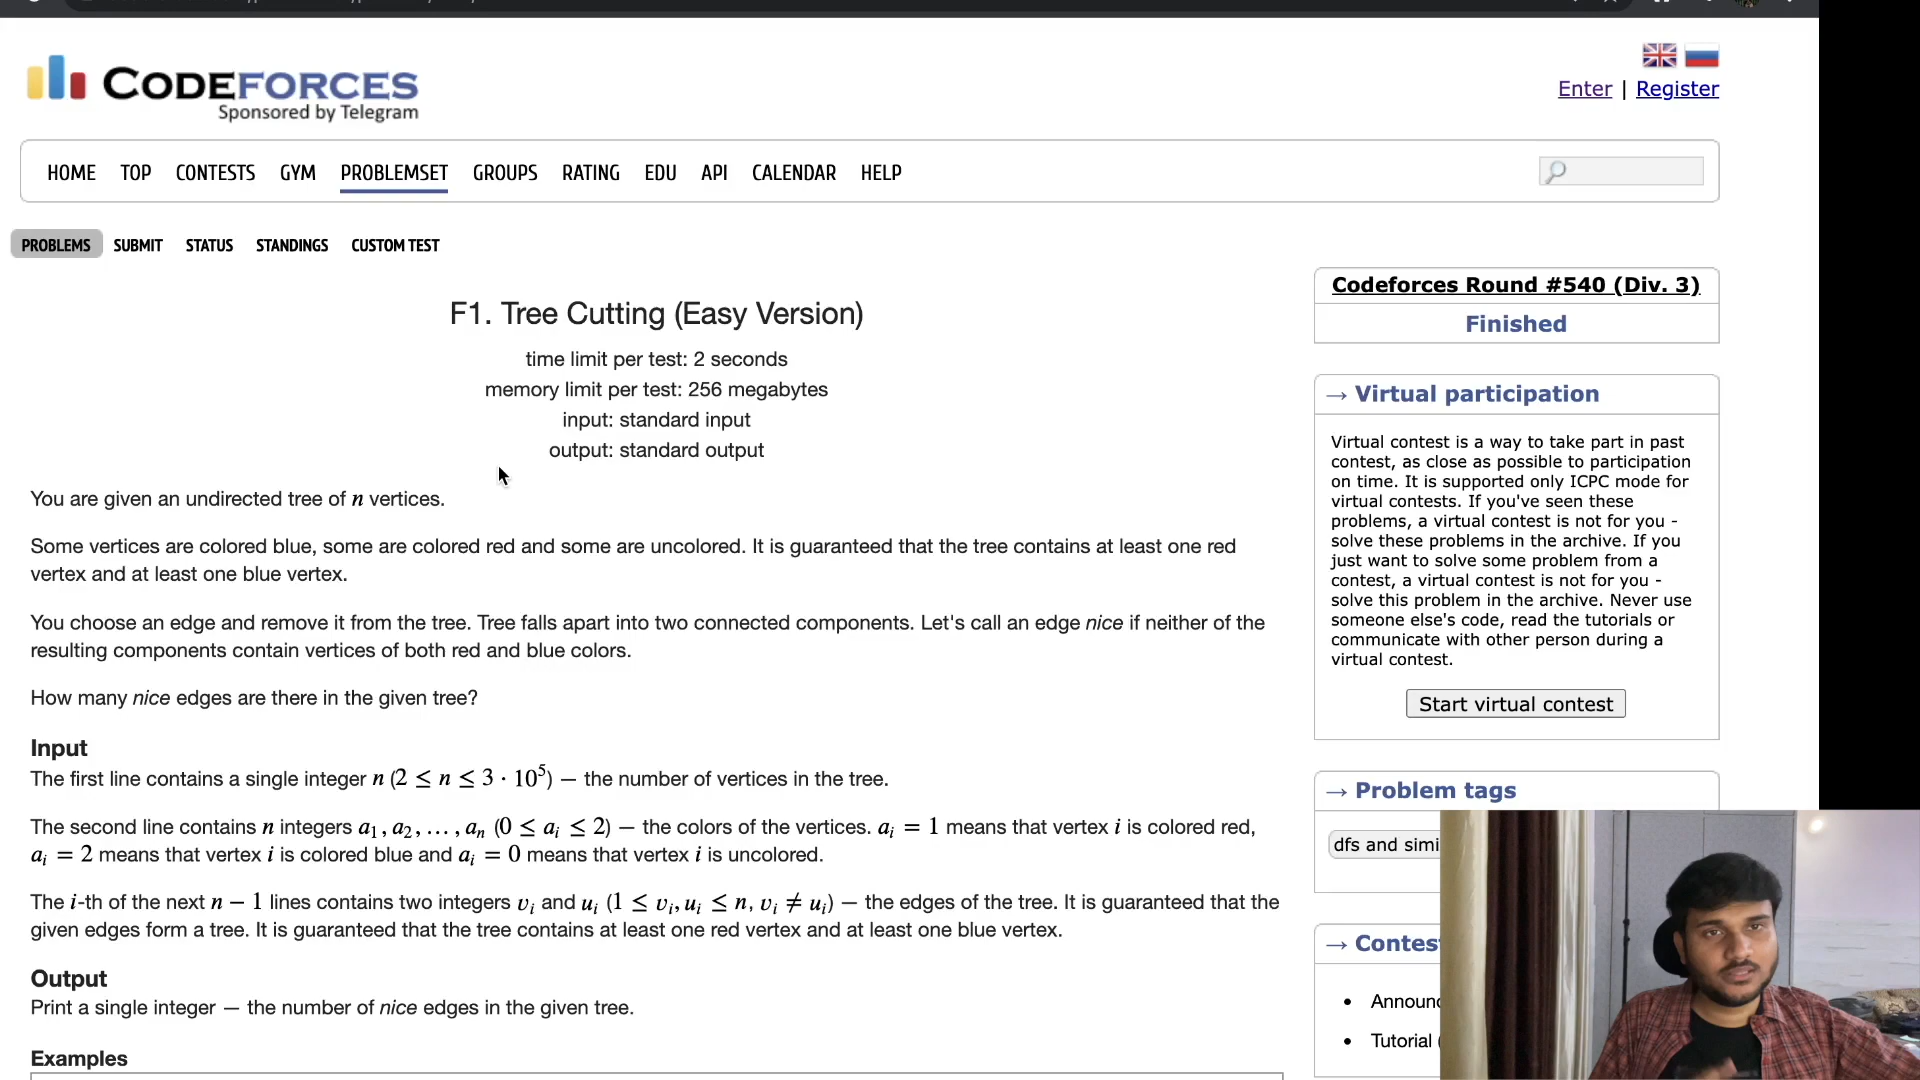 CODEFORCES
Sponsored by Telegram
Enter | Register
HOME TOP CONTESTS GYM PROBLEMSET GROUPS RATING EDU API CALENDAR HELP
PROBLEMS SUBMIT STATUS STANDINGS CUSTOM TEST
F1. Tree Cutting (Easy Version)
time limit per test: 2 seconds
memory limit per test: 256 megabytes
input: standard input
output: standard output
You are given an undirected tree of n vertices.
Some vertices are colored blue, some are colored red and some are uncolored. It is guaranteed that the tree contains at least one red
vertex and at least one blue vertex.
You choose an edge and remove it from the tree. Tree falls apart into two connected components. Let's call an edge nice if neither of the
resulting components contain vertices of both red and blue colors.
How many nice edges are there in the given tree?
Input
The first line contains a single integer n (2 ≤ n ≤ 3 · 10⁵) — the number of vertices in the tree.
The second line contains n integers a₁, a₂, …, aₙ (0 ≤ aᵢ ≤ 2) — the colors of the vertices. aᵢ = 1 means that vertex i is colored red,
aᵢ = 2 means that vertex i is colored blue and aᵢ = 0 means that vertex i is uncolored.
The i-th of the next n − 1 lines contains two integers vᵢ and uᵢ (1 ≤ vᵢ, uᵢ ≤ n, vᵢ ≠ uᵢ) — the edges of the tree. It is guaranteed that the
given edges form a tree. It is guaranteed that the tree contains at least one red vertex and at least one blue vertex.
Output
Print a single integer — the number of nice edges in the given tree.
Examples
Codeforces Round #540 (Div. 3)
Finished
→ Virtual participation
Virtual contest is a way to take part in past
contest, as close as possible to participation
on time. It is supported only ICPC mode for
virtual contests. If you've seen these
problems, a virtual contest is not for you -
solve these problems in the archive. If you
just want to solve some problem from a
contest, a virtual contest is not for you -
solve this problem in the archive. Never use
someone else's code, read the tutorials or
communicate with other person during a
virtual contest.
Start virtual contest
→ Problem tags
dfs and simi
→ Contes
Announc
Tutorial (